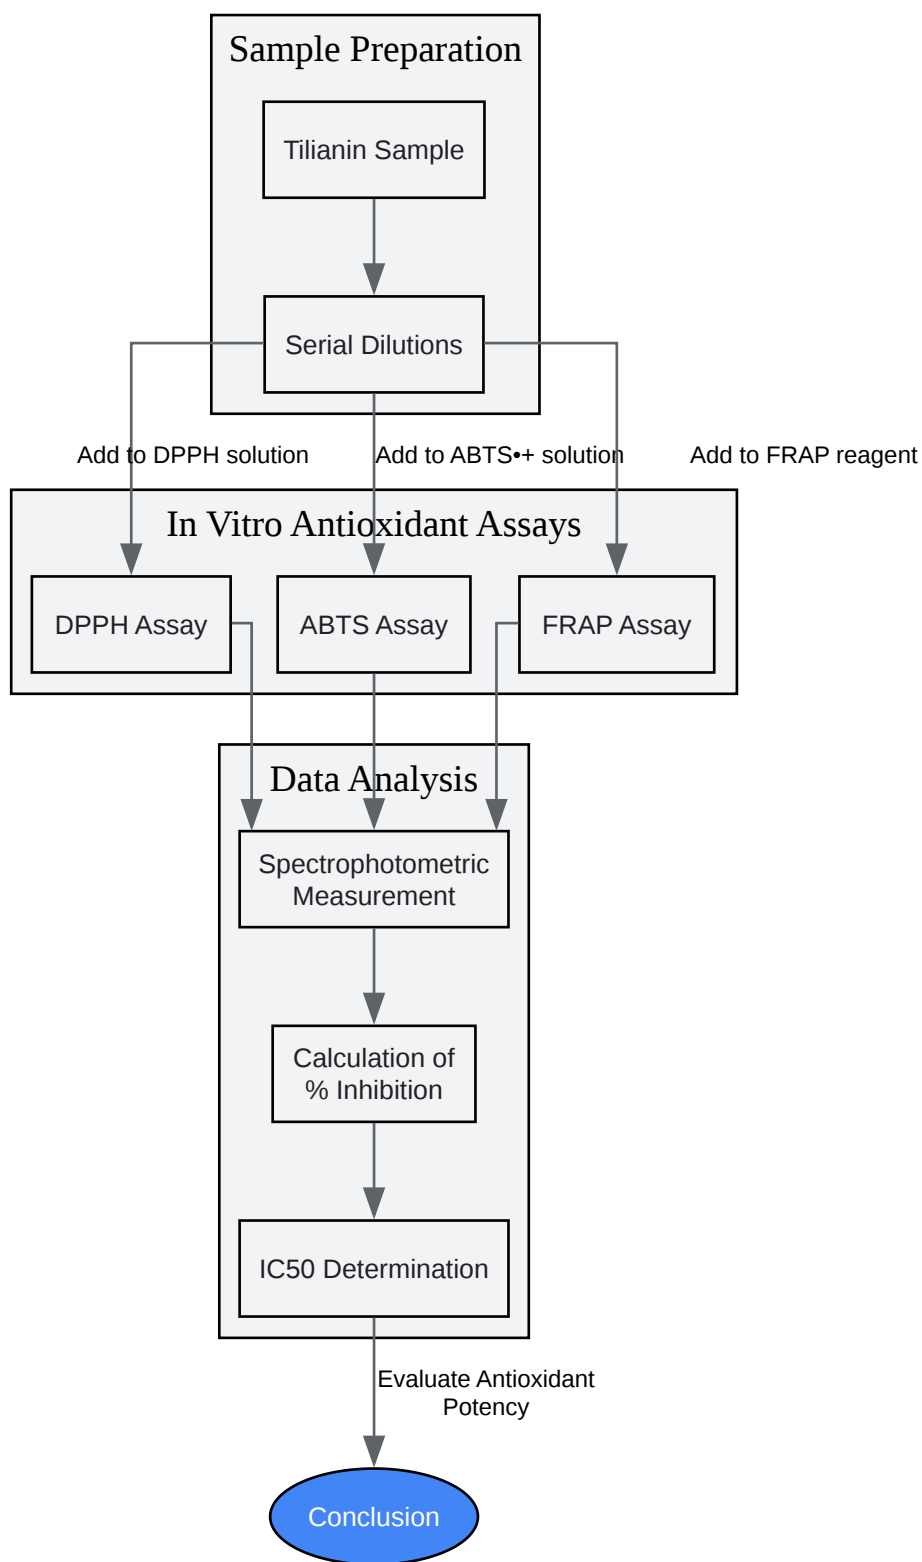 Sample Preparation
Tilianin Sample
Serial Dilutions
Add to DPPH solution
Add to ABTS•+ solution
Add to FRAP reagent
In Vitro Antioxidant Assays
DPPH Assay
ABTS Assay
FRAP Assay
Data Analysis
Spectrophotometric
Measurement
Calculation of
% Inhibition
IC50 Determination
Evaluate Antioxidant
Potency
Conclusion